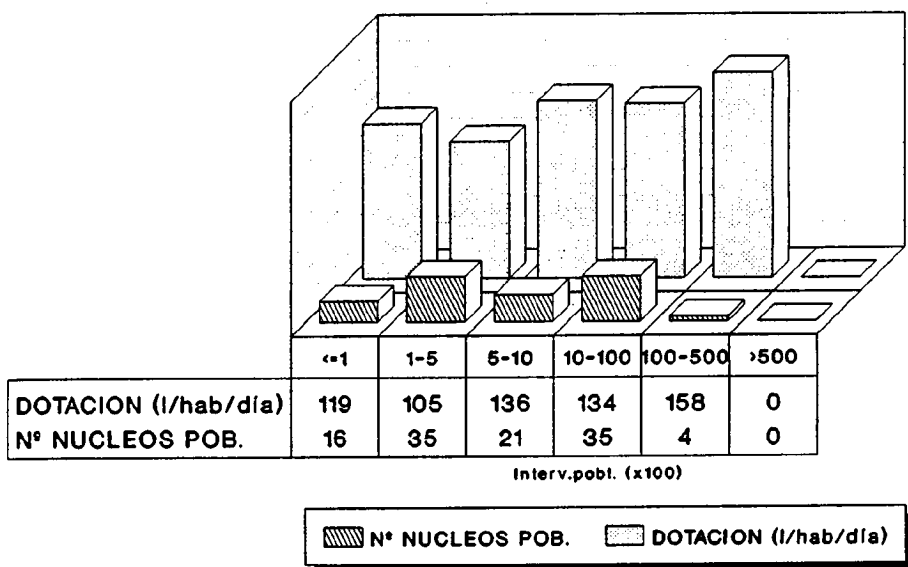 <=1 1-5 5-10 10-100 100-500 >500
DOTACION (l/hab/día) 119 105 136 134 158 0
Nº NUCLEOS POB. 16 35 21 35 4 0
Interv.pobl. (x100)
Nº NUCLEOS POB. DOTACION (l/hab/día)